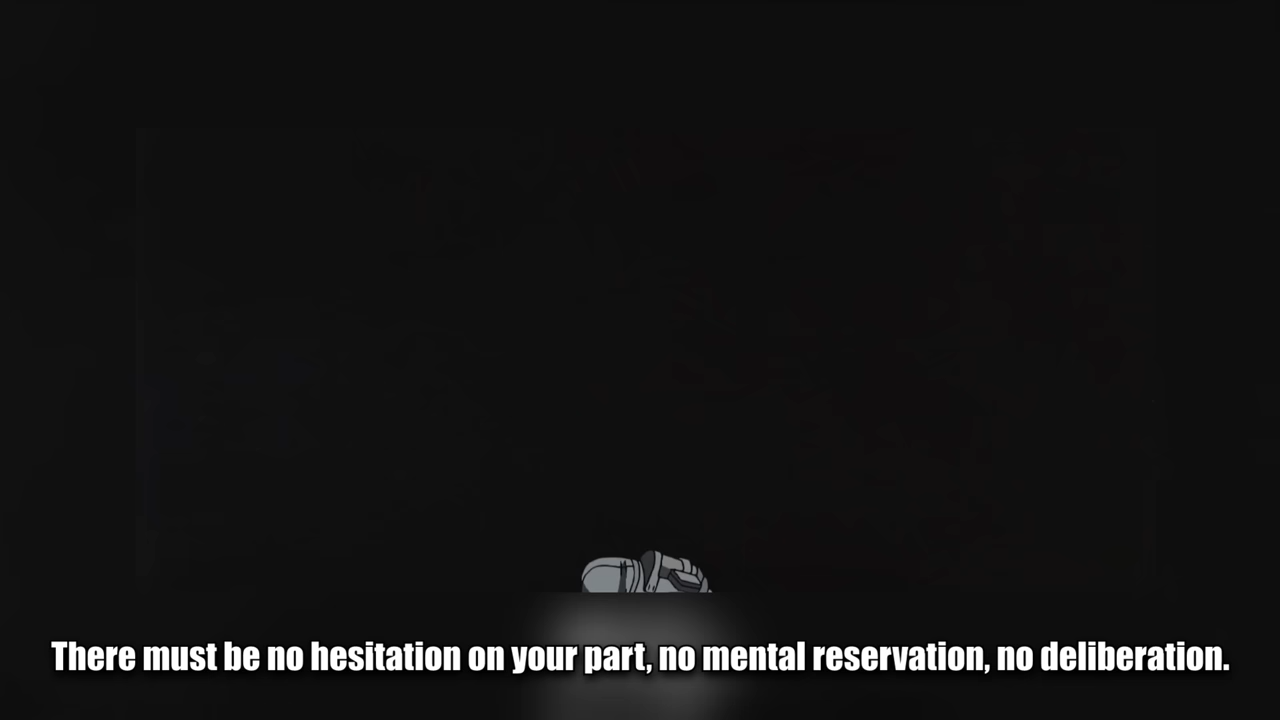 There must be no hesitation on your part, no mental reservation, no deliberation.